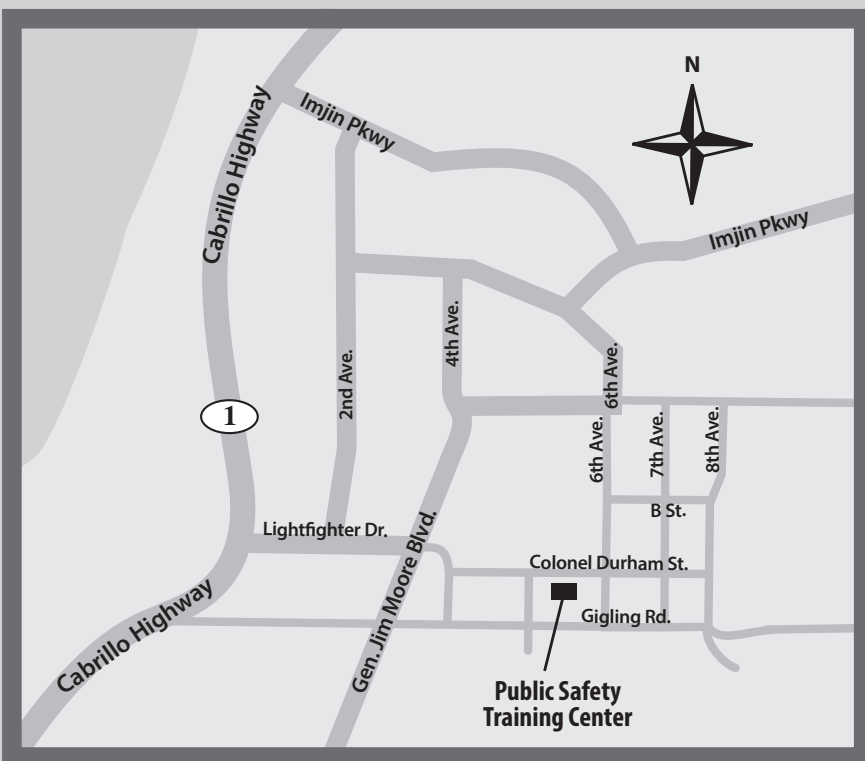 N
Imjin Pkwy
Cabrillo Highway
Imjin Pkwy
4th Ave.
2nd Ave.
6th Ave.
1
6th Ave.
7th Ave.
8th Ave.
B St.
Lightfighter Dr.
Gen. Jim Moore Blvd.
Colonel Durham St.
Cabrillo Highway
Gigling Rd.
Public Safety
Training Center